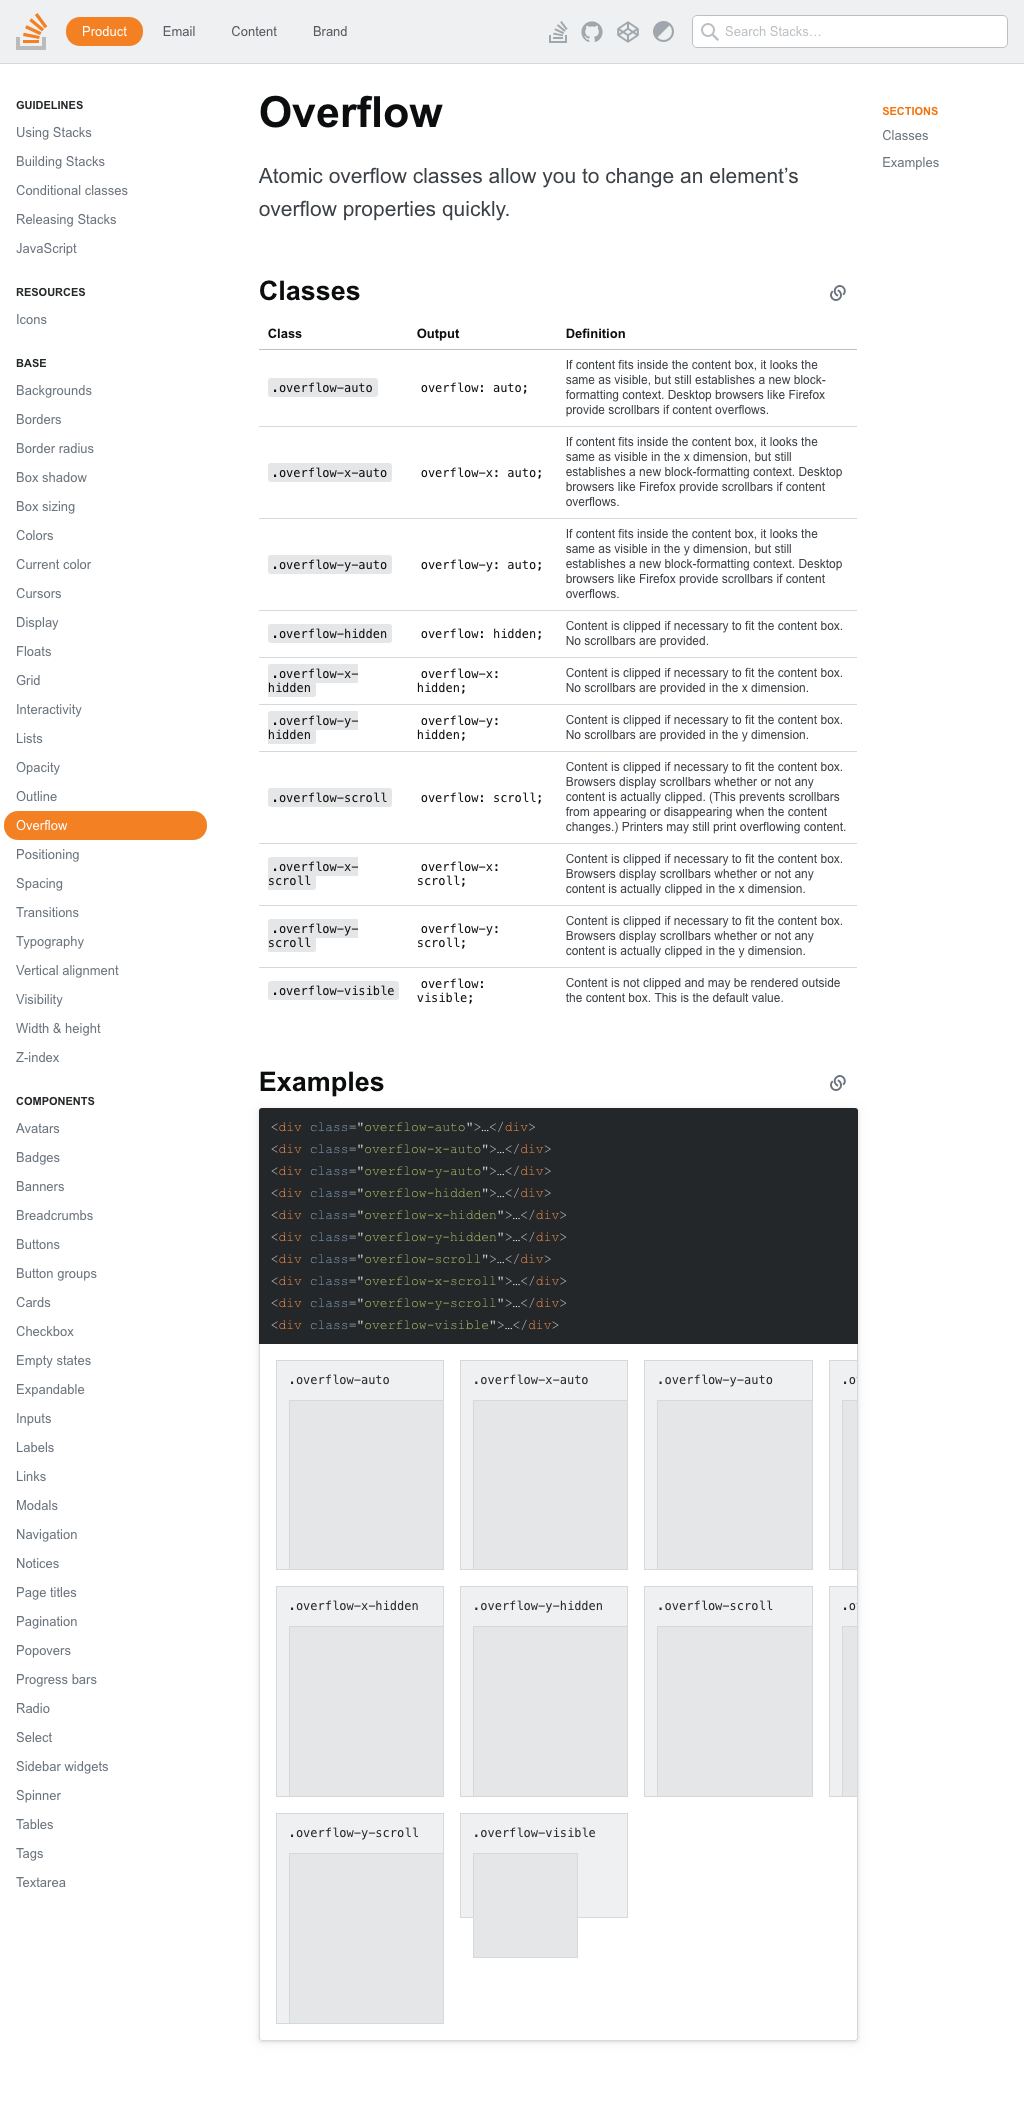 Product
Email
Content
Brand
Search Stacks…
GUIDELINES
Using Stacks
Building Stacks
Conditional classes
Releasing Stacks
JavaScript
RESOURCES
Icons
BASE
Backgrounds
Borders
Border radius
Box shadow
Box sizing
Colors
Current color
Cursors
Display
Floats
Grid
Interactivity
Lists
Opacity
Outline
Overflow
Positioning
Spacing
Transitions
Typography
Vertical alignment
Visibility
Width & height
Z-index
COMPONENTS
Avatars
Badges
Banners
Breadcrumbs
Buttons
Button groups
Cards
Checkbox
Empty states
Expandable
Inputs
Labels
Links
Modals
Navigation
Notices
Page titles
Pagination
Popovers
Progress bars
Radio
Select
Sidebar widgets
Spinner
Tables
Tags
Textarea
Overflow
Atomic overflow classes allow you to change an element’s
overflow properties quickly.
Classes
Class Output Definition
.overflow-auto
overflow: auto;
If content fits inside the content box, it looks the
same as visible, but still establishes a new block-
formatting context. Desktop browsers like Firefox
provide scrollbars if content overflows.
.overflow-x-auto
overflow-x: auto;
If content fits inside the content box, it looks the
same as visible in the x dimension, but still
establishes a new block-formatting context. Desktop
browsers like Firefox provide scrollbars if content
overflows.
.overflow-y-auto
overflow-y: auto;
If content fits inside the content box, it looks the
same as visible in the y dimension, but still
establishes a new block-formatting context. Desktop
browsers like Firefox provide scrollbars if content
overflows.
.overflow-hidden
overflow: hidden;
Content is clipped if necessary to fit the content box.
No scrollbars are provided.
.overflow-x-
hidden
overflow-x:
hidden;
Content is clipped if necessary to fit the content box.
No scrollbars are provided in the x dimension.
.overflow-y-
hidden
overflow-y:
hidden;
Content is clipped if necessary to fit the content box.
No scrollbars are provided in the y dimension.
.overflow-scroll
overflow: scroll;
Content is clipped if necessary to fit the content box.
Browsers display scrollbars whether or not any
content is actually clipped. (This prevents scrollbars
from appearing or disappearing when the content
changes.) Printers may still print overflowing content.
.overflow-x-
scroll
overflow-x:
scroll;
Content is clipped if necessary to fit the content box.
Browsers display scrollbars whether or not any
content is actually clipped in the x dimension.
.overflow-y-
scroll
overflow-y:
scroll;
Content is clipped if necessary to fit the content box.
Browsers display scrollbars whether or not any
content is actually clipped in the y dimension.
.overflow-visible
overflow:
visible;
Content is not clipped and may be rendered outside
the content box. This is the default value.
Examples
<div class="overflow-auto">…</div>
<div class="overflow-x-auto">…</div>
<div class="overflow-y-auto">…</div>
<div class="overflow-hidden">…</div>
<div class="overflow-x-hidden">…</div>
<div class="overflow-y-hidden">…</div>
<div class="overflow-scroll">…</div>
<div class="overflow-x-scroll">…</div>
<div class="overflow-y-scroll">…</div>
<div class="overflow-visible">…</div>
.overflow-auto
.overflow-x-auto
.overflow-y-auto
.o
.overflow-x-hidden
.overflow-y-hidden
.overflow-scroll
.o
.overflow-y-scroll
.overflow-visible
SECTIONS
Classes
Examples